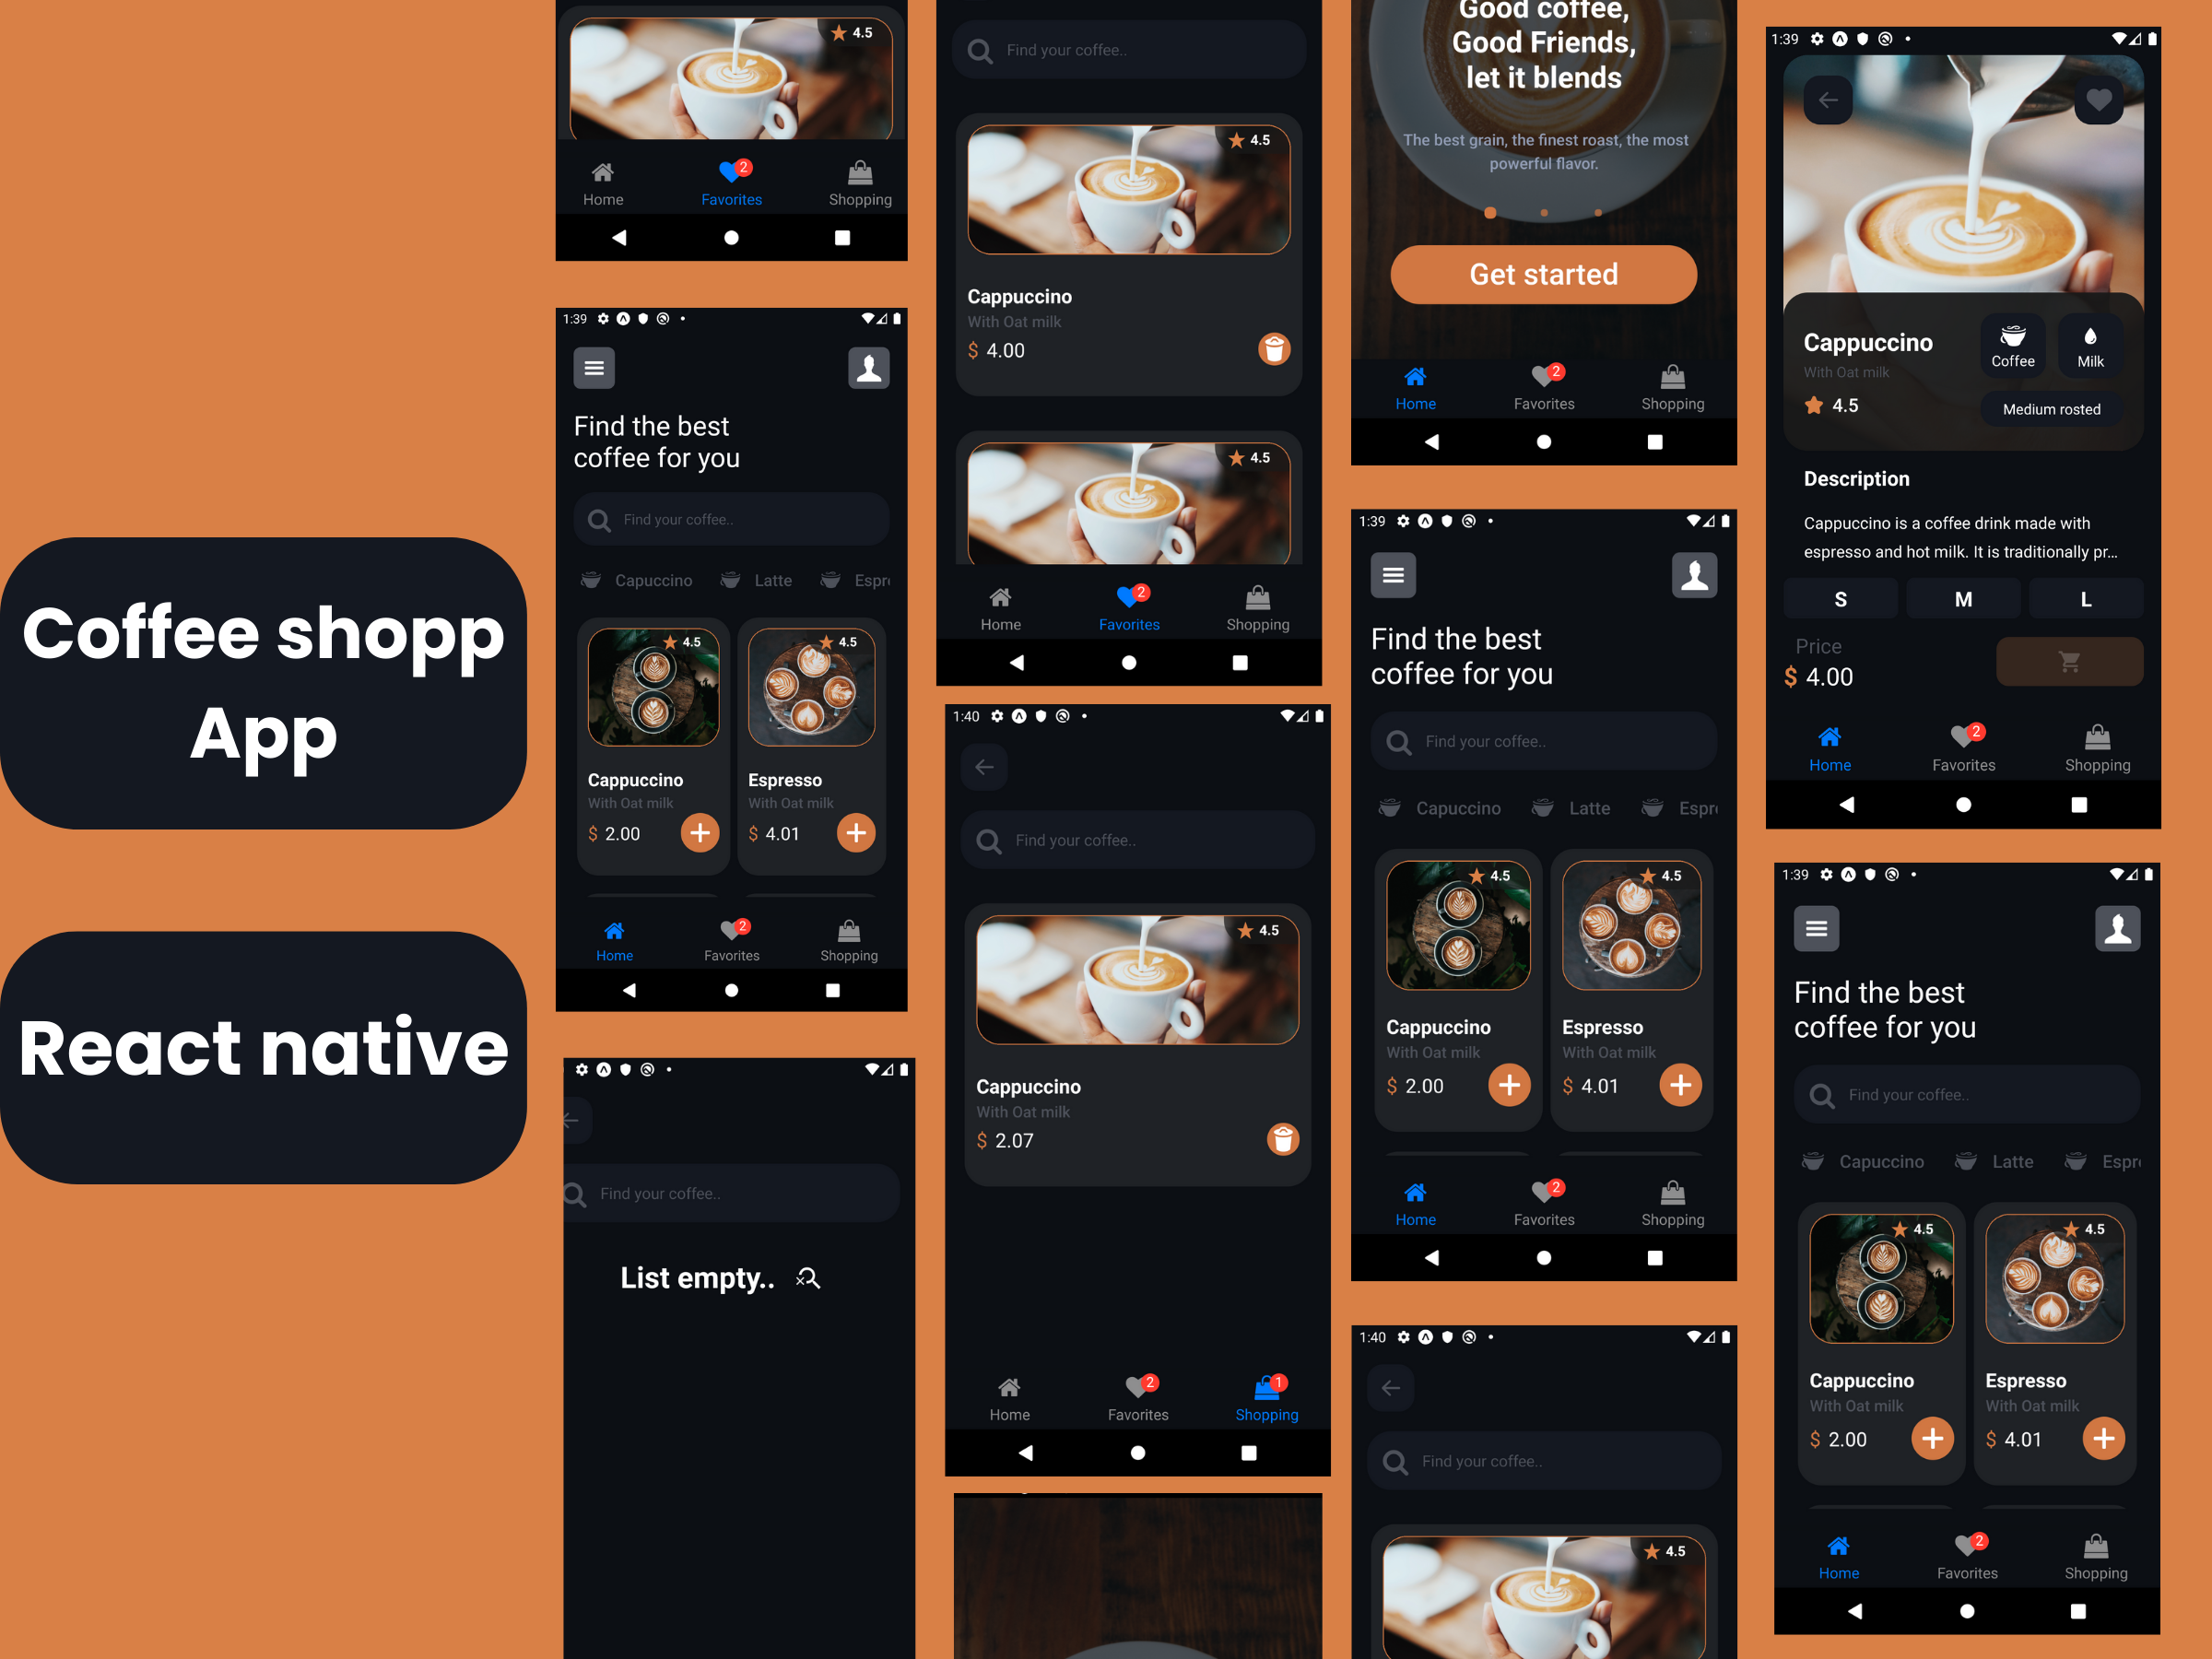 Coffee shopp
App
React native
4.5
Home
2
Favorites
Shopping
1:39
Find the best
coffee for you
Find your coffee..
Capuccino
Latte
Espr
4.5
4.5
Cappuccino
Espresso
With Oat milk
With Oat milk
$ 2.00
$ 4.01
2
Home
Favorites
Shopping
Find your coffee..
List empty..
Find your coffee..
4.5
Cappuccino
With Oat milk
$ 4.00
4.5
2
Home
Favorites
Shopping
1:40
Find your coffee..
4.5
Cappuccino
With Oat milk
$ 2.07
2
1
Home
Favorites
Shopping
Good coffee,
Good Friends,
let it blends
The best grain, the finest roast, the most
powerful flavor.
Get started
2
Home
Favorites
Shopping
1:39
Find the best
coffee for you
Find your coffee..
Capuccino
Latte
Espr
4.5
4.5
Cappuccino
Espresso
With Oat milk
With Oat milk
$ 2.00
$ 4.01
2
Home
Favorites
Shopping
1:40
Find your coffee..
4.5
1:39
Cappuccino
With Oat milk
4.5
Coffee
Milk
Medium rosted
Description
Cappuccino is a coffee drink made with
espresso and hot milk. It is traditionally pr...
S
M
L
Price
$ 4.00
2
Home
Favorites
Shopping
1:39
Find the best
coffee for you
Find your coffee..
Capuccino
Latte
Espr
4.5
4.5
Cappuccino
Espresso
With Oat milk
With Oat milk
$ 2.00
$ 4.01
2
Home
Favorites
Shopping